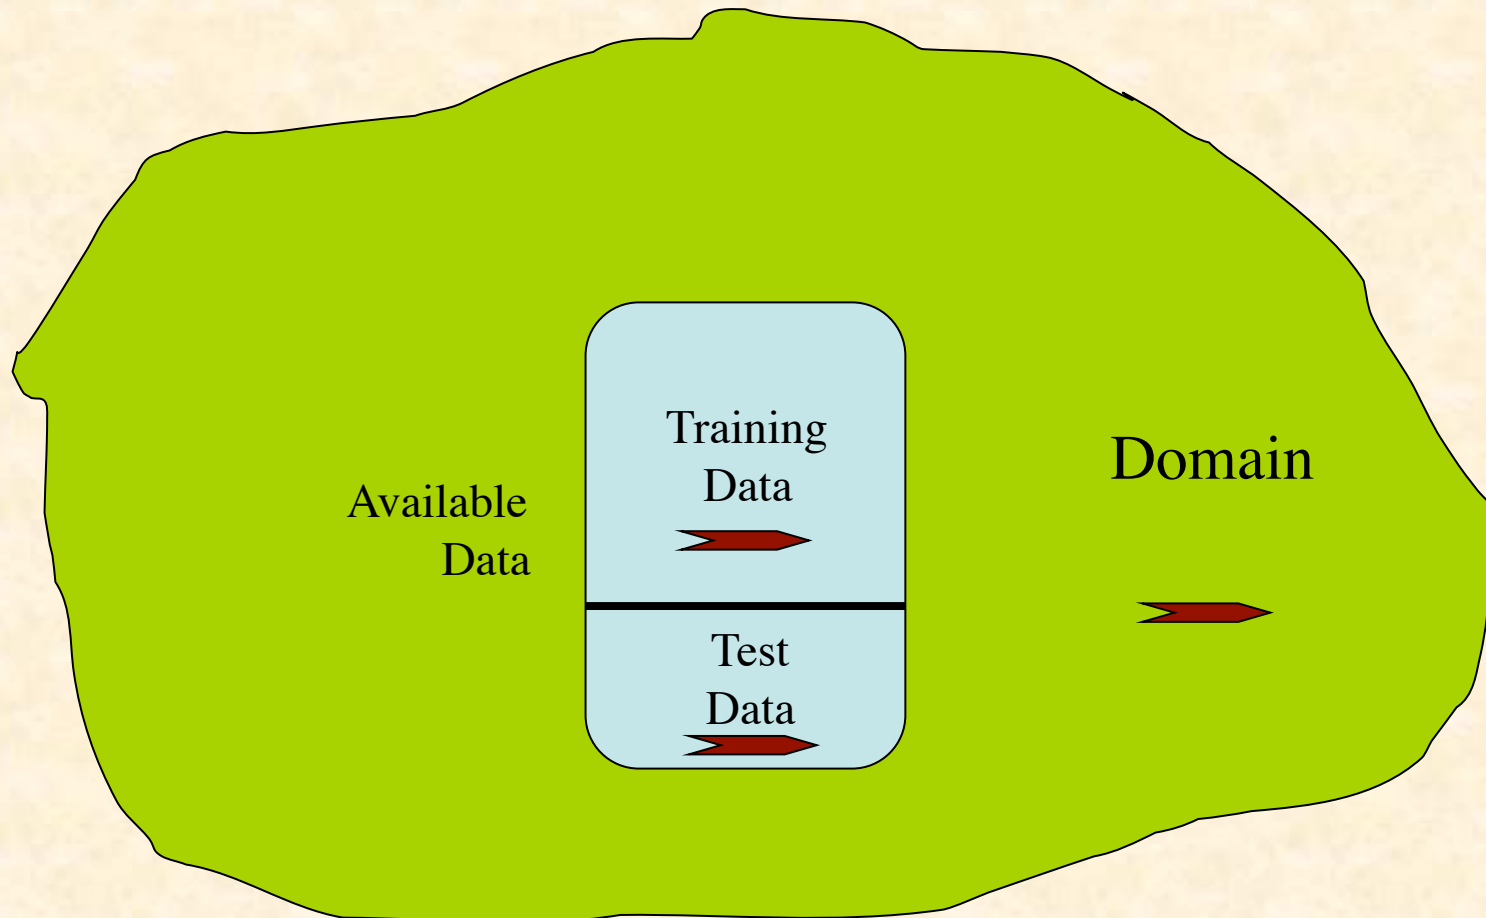 Available
Data
Training
Data
Test
Data
Domain